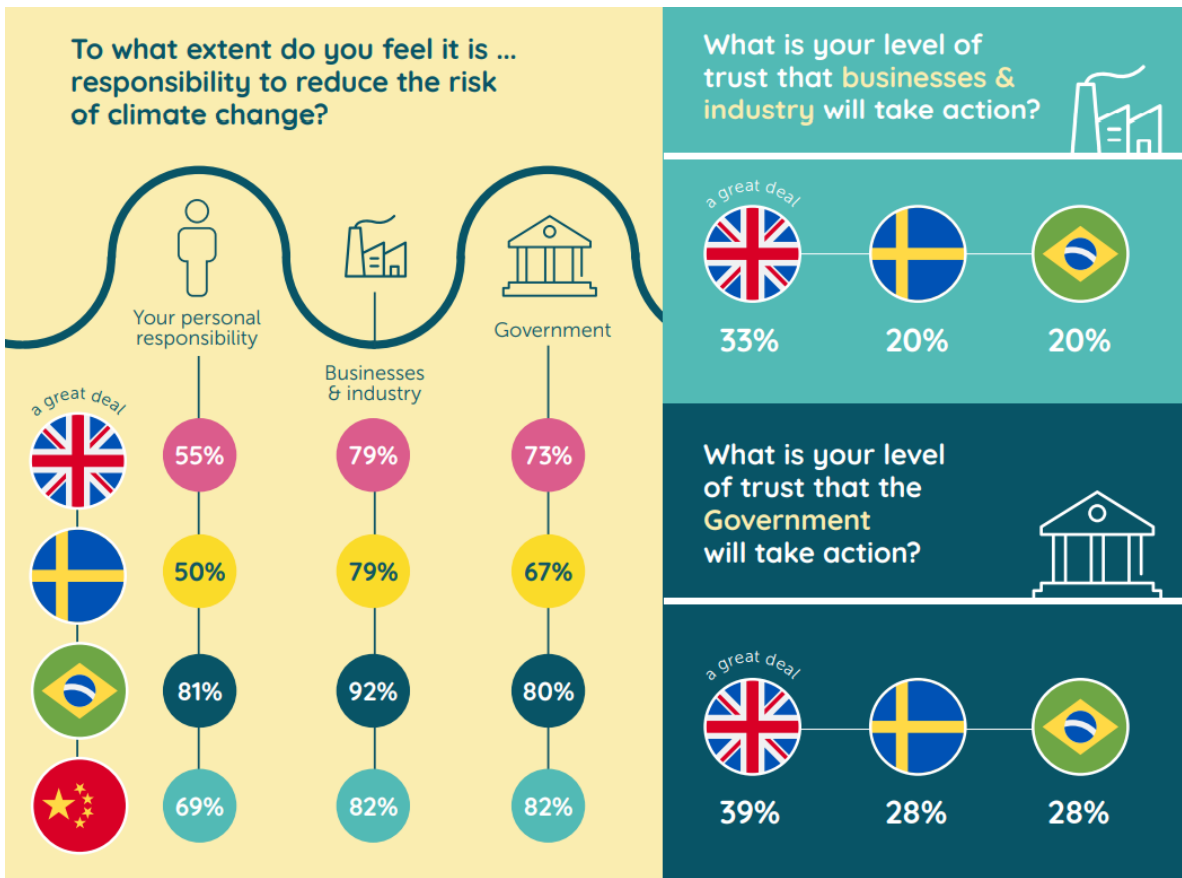 To what extent do you feel it is ...
responsibility to reduce the risk
of climate change?
Your personal
responsibility
Businesses
& industry
Government
a great deal
55%
79%
73%
50%
79%
67%
81%
92%
80%
69%
82%
82%
What is your level of
trust that businesses &
industry will take action?
a great deal
33%
20%
20%
What is your level
of trust that the
Government
will take action?
a great deal
39%
28%
28%